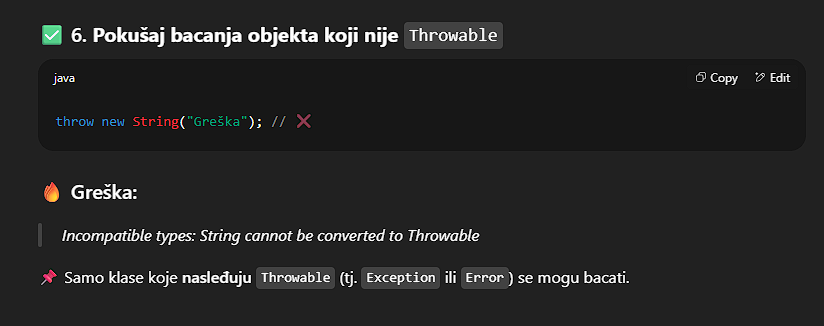 ✅ 6. Pokušaj bacanja objekta koji nije Throwable
java Copy Edit
throw new String("Greška"); // ❌
🔥 Greška:
Incompatible types: String cannot be converted to Throwable
📌 Samo klase koje nasleđuju Throwable (tj. Exception ili Error) se mogu bacati.